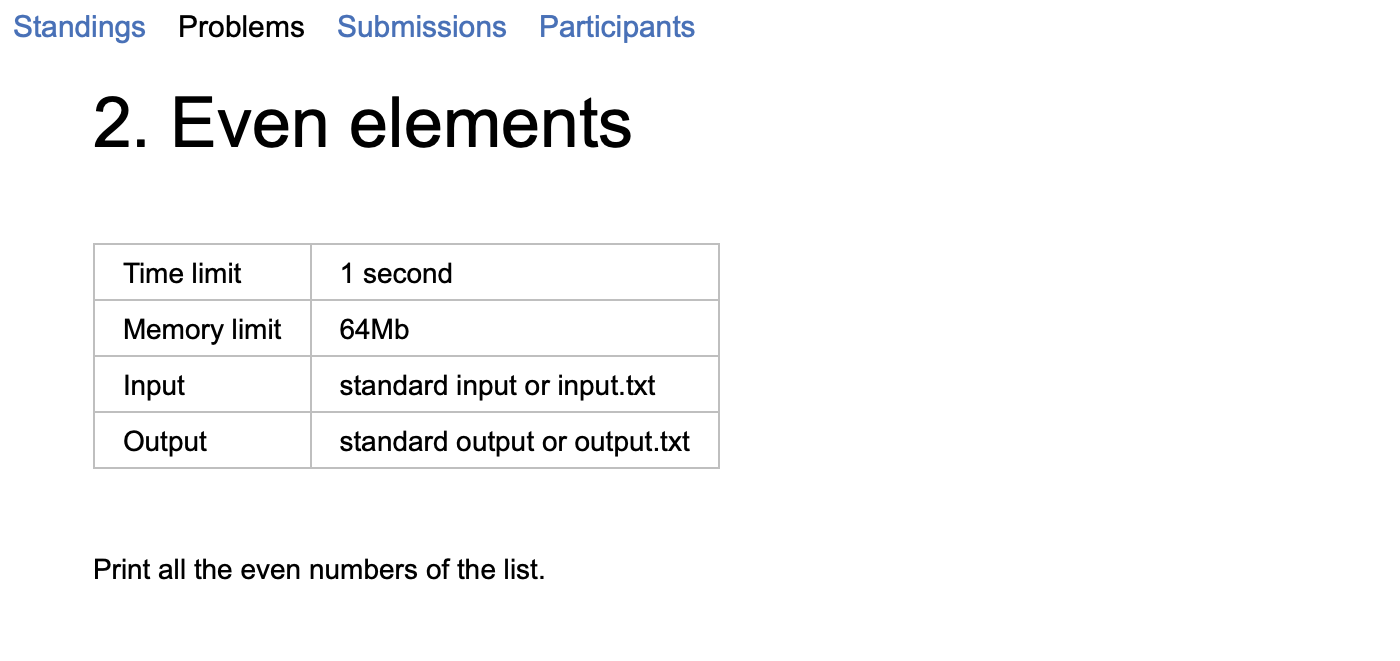 Standings Problems Submissions Participants
2. Even elements
Time limit 1 second
Memory limit 64Mb
Input standard input or input.txt
Output standard output or output.txt
Print all the even numbers of the list.